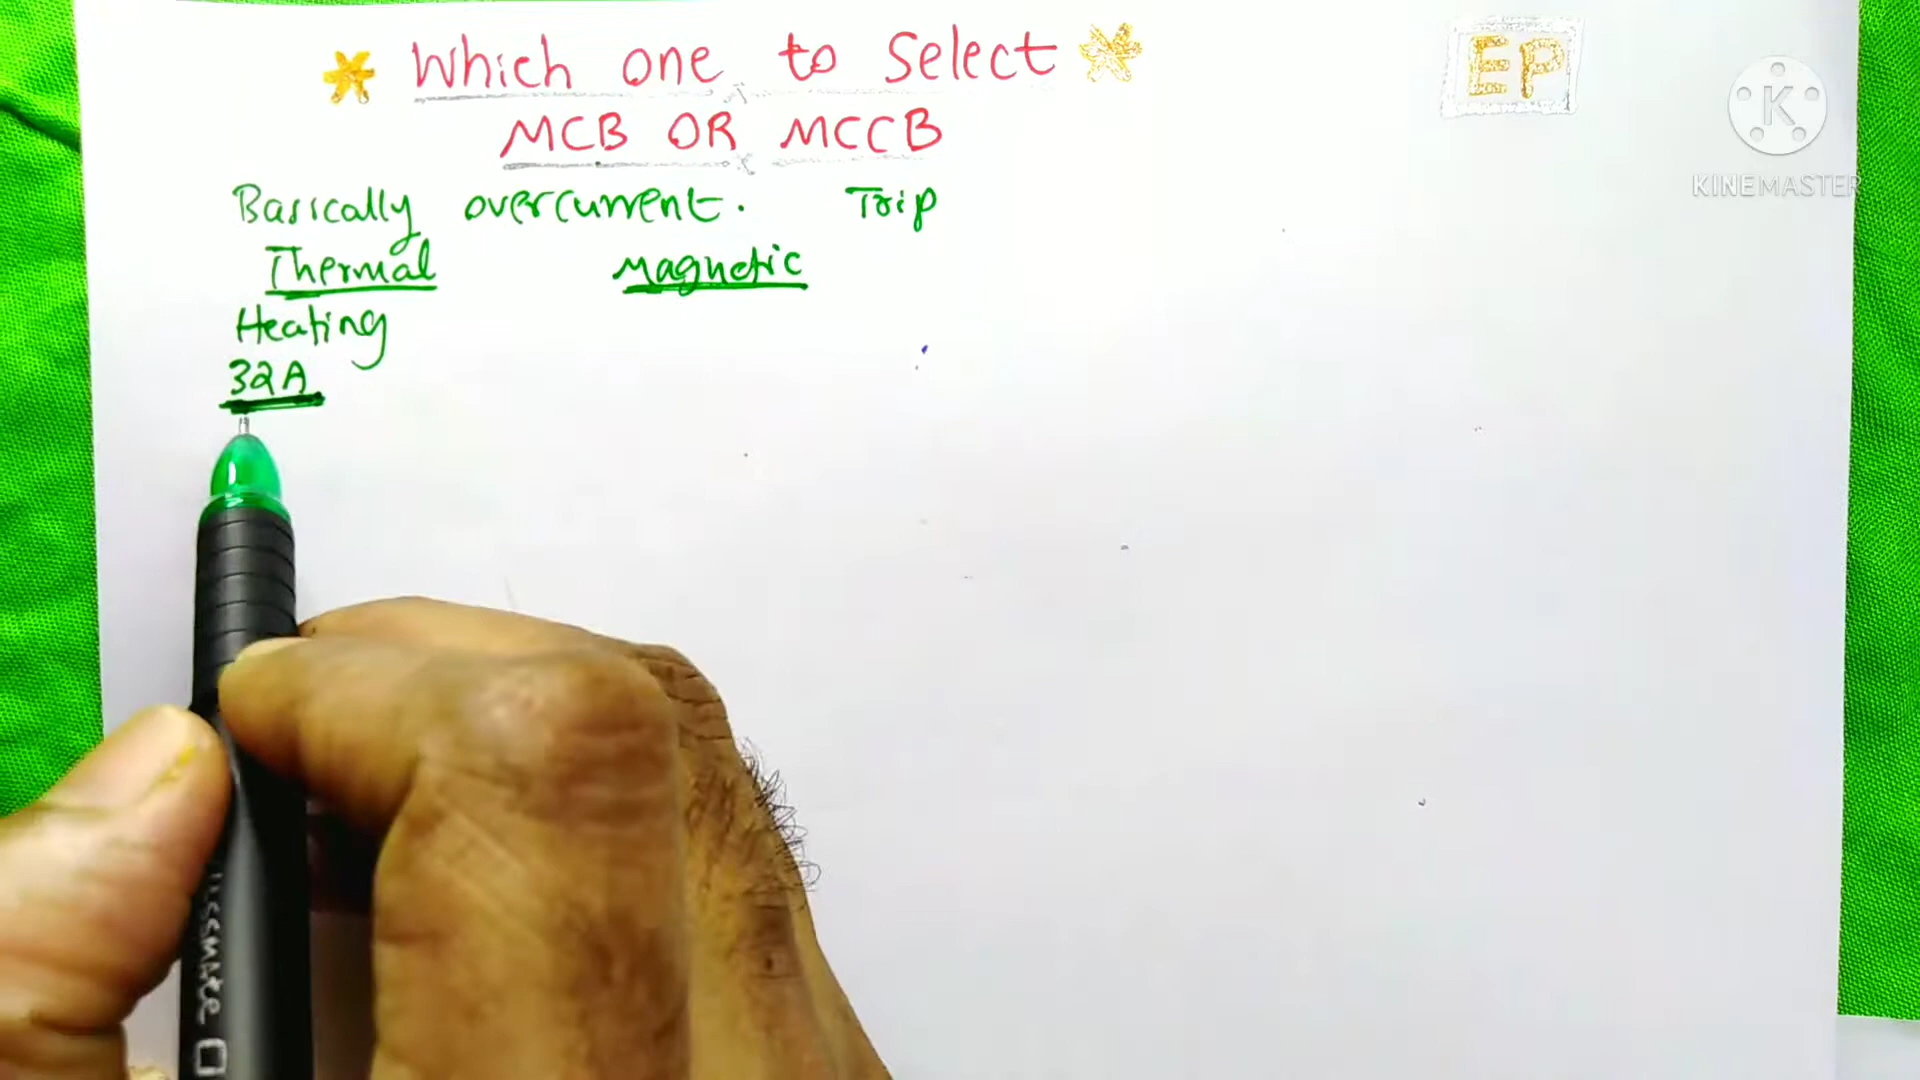 Which one to Select
EP
MCB OR MCCB
KINEMASTER
Basically overcurrent. Trip
Thermal Magnetic
Heating
32A